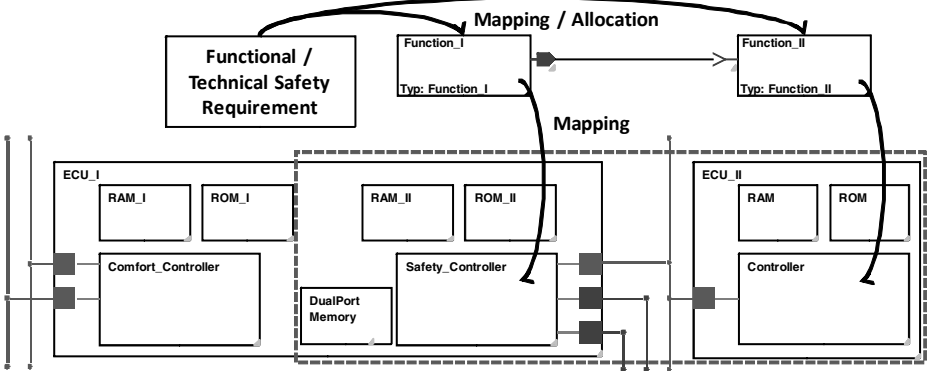 Mapping / Allocation
Functional /
Technical Safety
Requirement
Function_I
Typ: Function_I
Function_II
Typ: Function_II
Mapping
ECU_I
RAM_I
ROM_I
RAM_II
ROM_II
Comfort_Controller
DualPort
Memory
Safety_Controller
ECU_II
RAM
ROM
Controller